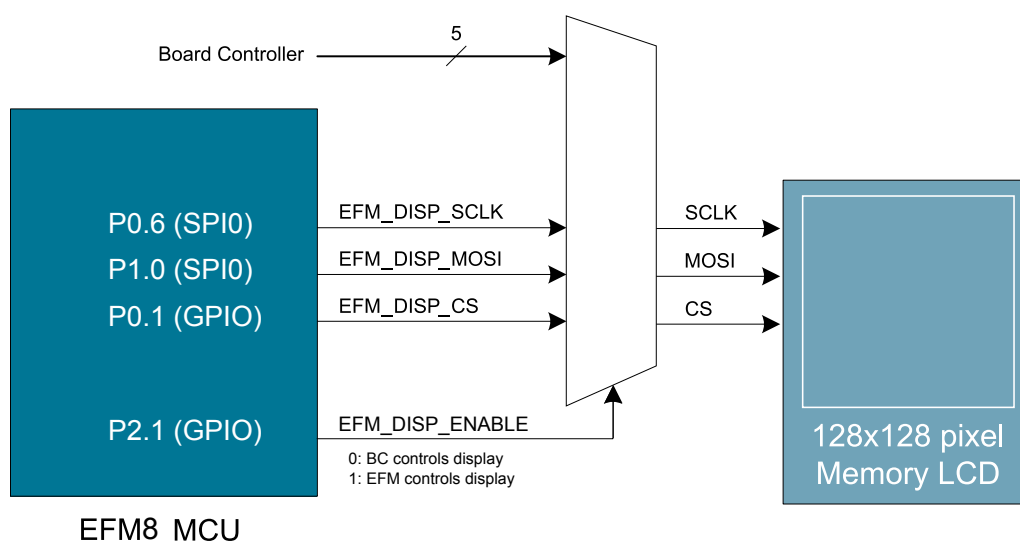 5
Board Controller
P0.6 (SPI0)
EFM_DISP_SCLK
SCLK
P1.0 (SPI0)
EFM_DISP_MOSI
MOSI
P0.1 (GPIO)
EFM_DISP_CS
CS
P2.1 (GPIO)
EFM_DISP_ENABLE
0: BC controls display
1: EFM controls display
128x128 pixel
Memory LCD
EFM8 MCU